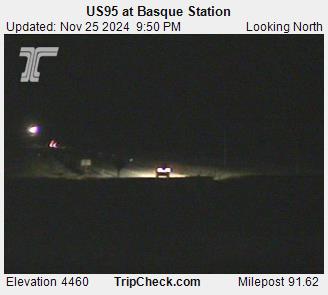 US95 at Basque Station
Updated: Nov 25 2024 9:50 PM Looking North
Elevation 4460 TripCheck.com Milepost 91.62